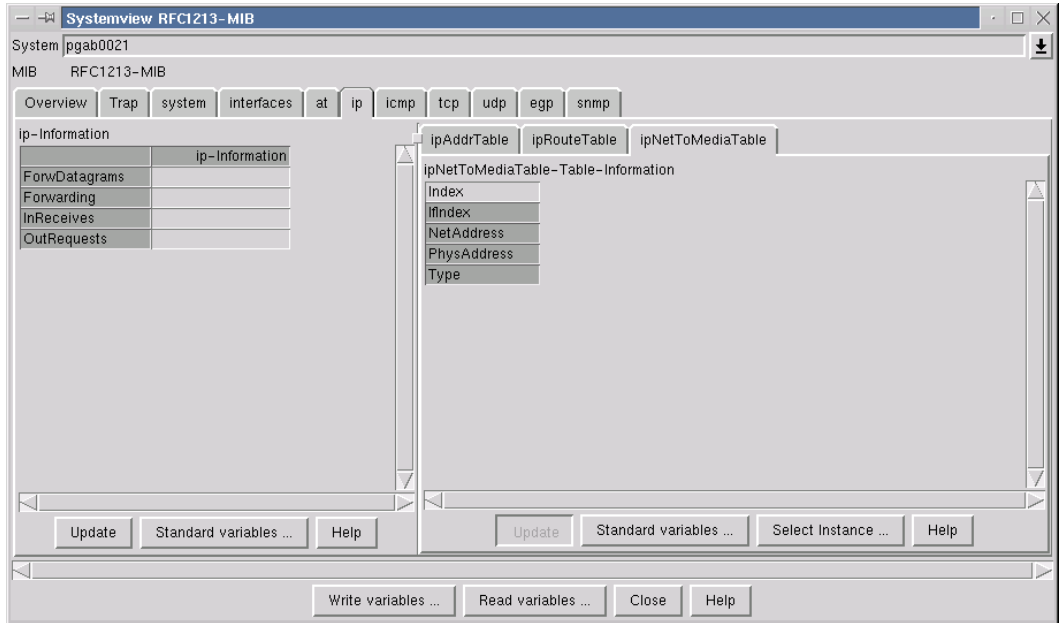 Systemview RFC1213-MIB
System pgab0021
MIB RFC1213-MIB
Overview Trap system interfaces at ip icmp tcp udp egp snmp
ip-Information
ip-Information
ForwDatagrams
Forwarding
InReceives
OutRequests
Update Standard variables ... Help
ipAddrTable ipRouteTable ipNetToMediaTable
ipNetToMediaTable-Table-Information
Index
IfIndex
NetAddress
PhysAddress
Type
Update Standard variables ... Select Instance ... Help
Write variables ... Read variables ... Close Help